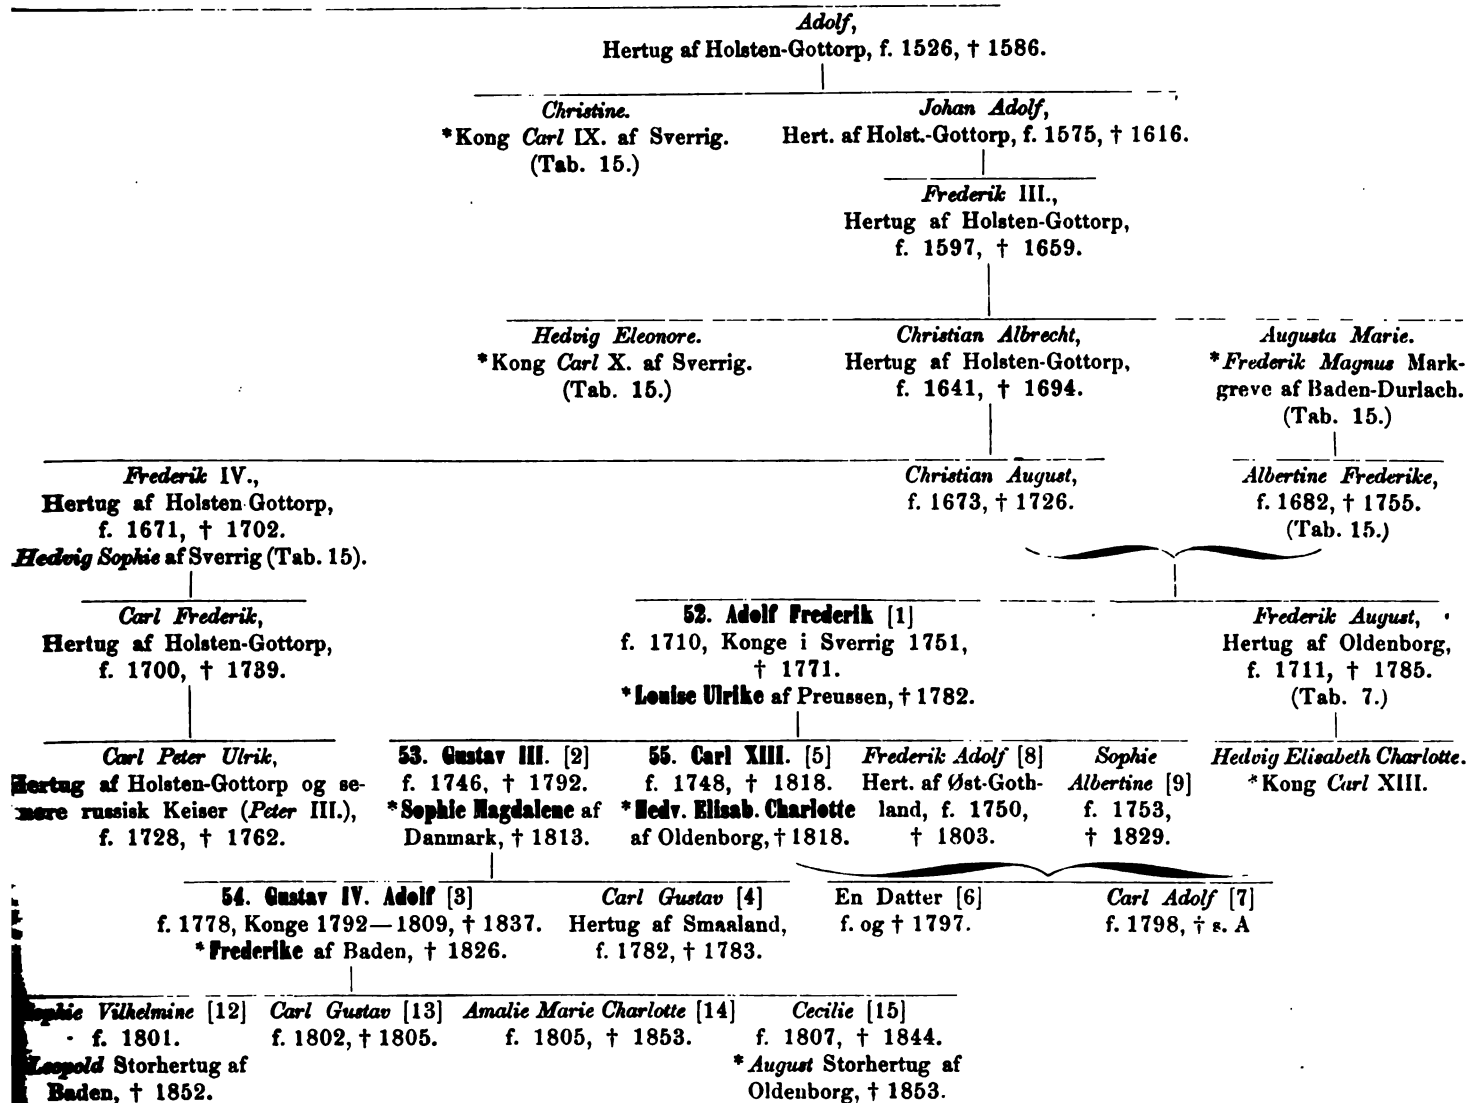 Adolf,
Hertug af Holsten-Gottorp, f. 1526, † 1586.
Christine.
*Kong Carl IX. af Sverrig.
(Tab. 15.)
Johan Adolf,
Hert. af Holst.-Gottorp, f. 1575, † 1616.
Frederik III.,
Hertug af Holsten-Gottorp,
f. 1597, † 1659.
Hedvig Eleonore.
*Kong Carl X. af Sverrig.
(Tab. 15.)
Christian Albrecht,
Hertug af Holsten-Gottorp,
f. 1641, † 1694.
Augusta Marie.
*Frederik Magnus Mark-
greve af Baden-Durlach.
(Tab. 15.)
Frederik IV.,
Hertug af Holsten-Gottorp,
f. 1671, † 1702.
Hedvig Sophie af Sverrig (Tab. 15).
Christian August,
f. 1673, † 1726.
Albertine Frederike,
f. 1682, † 1755.
(Tab. 15.)
Carl Frederik,
Hertug af Holsten-Gottorp,
f. 1700, † 1739.
52. Adolf Frederik [1]
f. 1710, Konge i Sverrig 1751,
† 1771.
*Louise Ulrike af Preussen, † 1782.
Frederik August,
Hertug af Oldenborg,
f. 1711, † 1785.
(Tab. 7.)
Carl Peter Ulrik,
Hertug af Holsten-Gottorp og se-
nere russisk Keiser (Peter III.),
f. 1728, † 1762.
53. Gustav III. [2]
f. 1746, † 1792.
*Sophie Magdalene af
Danmark, † 1813.
55. Carl XIII. [5]
f. 1748, † 1818.
*Hedv. Elisab. Charlotte
af Oldenborg, † 1818.
Frederik Adolf [8]
Hert. af Øst-Goth-
land, f. 1750,
† 1803.
Sophie
Albertine [9]
f. 1753,
† 1829.
Hedvig Elisabeth Charlotte.
*Kong Carl XIII.
54. Gustav IV. Adolf [3]
f. 1778, Konge 1792—1809, † 1837.
*Frederike af Baden, † 1826.
Carl Gustav [4]
Hertug af Smaaland,
f. 1782, † 1783.
En Datter [6]
f. og † 1797.
Carl Adolf [7]
f. 1798, † s. A
Sophie Vilhelmine [12]
f. 1801.
Leopold Storhertug af
Baden, † 1852.
Carl Gustav [13]
f. 1802, † 1805.
Amalie Marie Charlotte [14]
f. 1805, † 1853.
Cecilie [15]
f. 1807, † 1844.
*August Storhertug af
Oldenborg, † 1853.